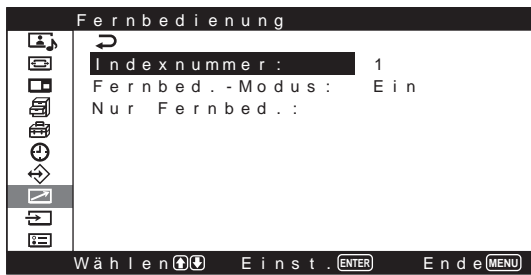 Fernbedienung
Indexnummer: 1
Fernbed.-Modus: Ein
Nur Fernbed.:
Wählen Einst. ENTER Ende MENU